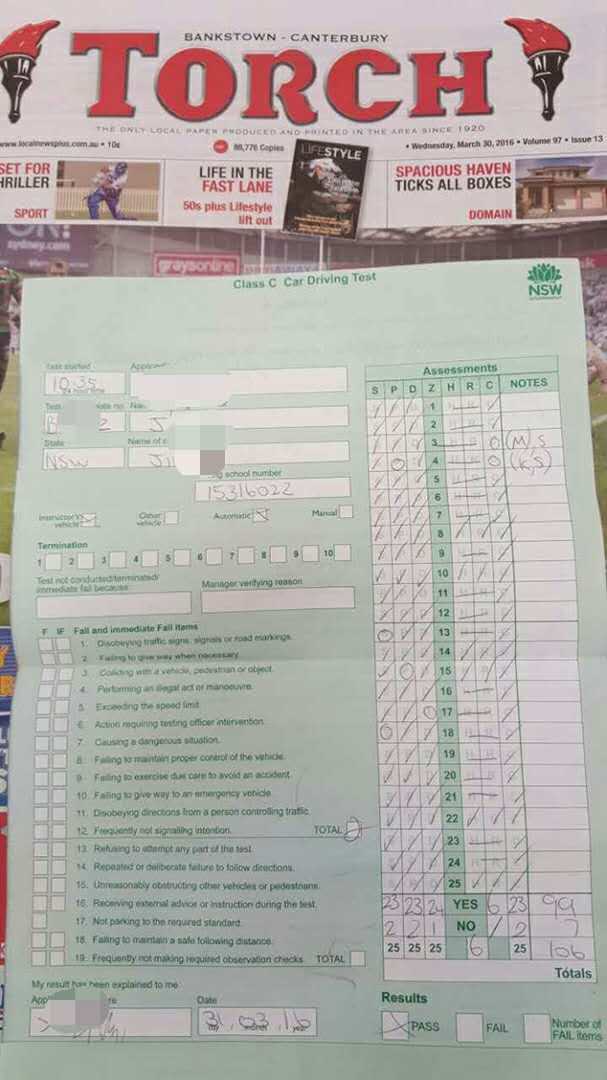 BANKSTOWN - CANTERBURY
TORCH
THE ONLY LOCAL PAPER PRODUCED AND PRINTED IN THE AREA SINCE 1920
www.localnewsplus.com.au • 10s
88,776 Copies
• Wednesday, March 30, 2016 • Volume 97 • Issue 13
SET FOR
THRILLER
SPORT
LIFE IN THE
FAST LANE
50s plus Lifestyle
lift out
LIFESTYLE
SPACIOUS HAVEN
TICKS ALL BOXES
DOMAIN
sydney.com
graysonline
Class C Car Driving Test
NSW
GOVERNMENT
Test started
10.35
State
NSW
Name of
school number
15316022
Instructor's
vehicle?
Other
vehicle
Automatic
Manual
Termination
1 2 3 4 5 6 7 8 9 10
Test not conducted/terminated/
immediate fail because:
Manager verifying reason
F IF Fail and immediate Fail items
1. Disobeying traffic signs, signals or road markings.
2. Failing to give way when necessary.
3. Colliding with a vehicle, pedestrian or object.
4. Performing an illegal act or manoeuvre.
5. Exceeding the speed limit.
6. Action requiring testing officer intervention.
7. Causing a dangerous situation.
8. Failing to maintain proper control of the vehicle.
9. Failing to exercise due care to avoid an accident.
10. Failing to give way to an emergency vehicle.
11. Disobeying directions from a person controlling traffic.
12. Frequently not signalling intention. TOTAL
13. Refusing to attempt any part of the test.
14. Repeated or deliberate failure to follow directions.
15. Unreasonably obstructing other vehicles or pedestrians.
16. Receiving external advice or instruction during the test.
17. Not parking to the required standard.
18. Failing to maintain a safe following distance.
19. Frequently not making required observation checks. TOTAL
My result has been explained to me
Date
31.03.16
Assessments
S P D Z H R C NOTES
1
2
3 (M) S
4 (K,S)
5
6
7
8
9
10
11
12
13
14
15
16
17
18
19
20
21
22
23
24
25
23 23 24 YES 6 23 99
2 2 1 NO / 2 7
25 25 25 6 25 106
Totals
Results
PASS
FAIL
Number of
FAIL items